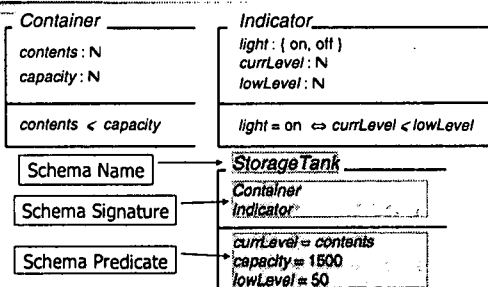 Container
contents : N
capacity : N
contents ⩽ capacity
Indicator
light : { on, off }
currLevel : N
lowLevel : N
light = on ⇔ currLevel ⩽ lowLevel
Schema Name
StorageTank
Schema Signature
Container
Indicator
Schema Predicate
currLevel = contents
capacity = 1500
lowLevel = 50